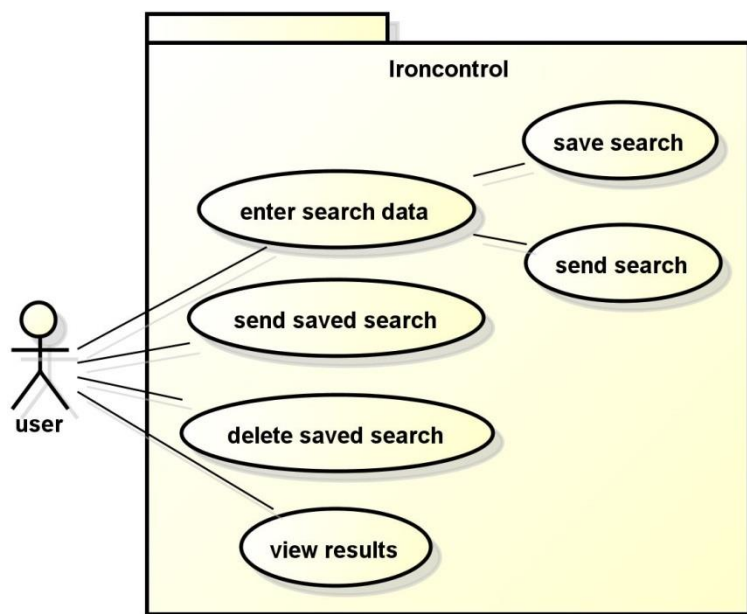 Ironcontrol
save search
enter search data
send search
send saved search
user
delete saved search
view results